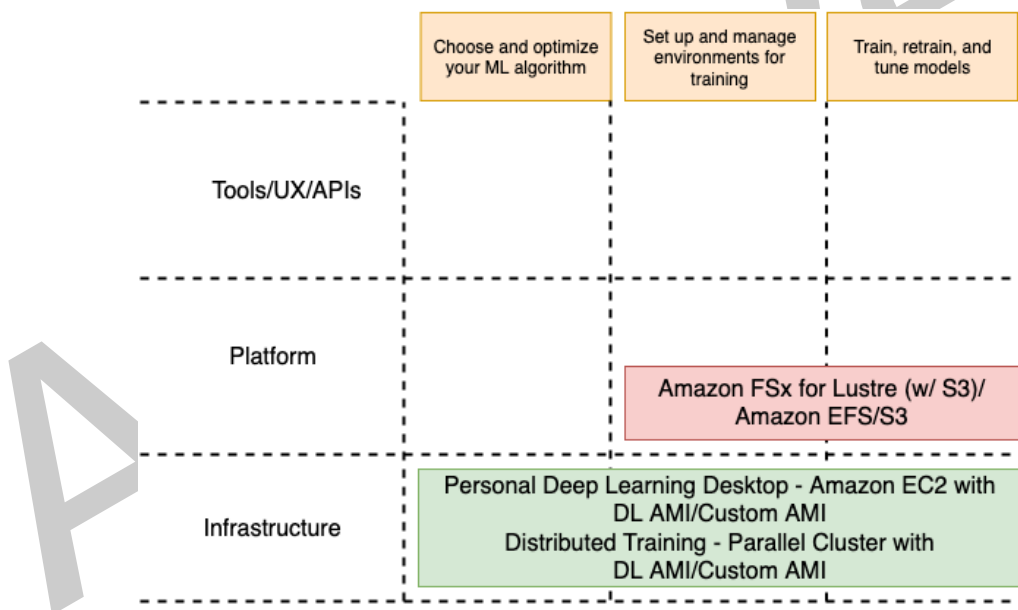 Choose and optimize
your ML algorithm
Set up and manage
environments for
training
Train, retrain, and
tune models
Tools/UX/APIs
Platform
Amazon FSx for Lustre (w/ S3)/
Amazon EFS/S3
Infrastructure
Personal Deep Learning Desktop - Amazon EC2 with
DL AMI/Custom AMI
Distributed Training - Parallel Cluster with
DL AMI/Custom AMI